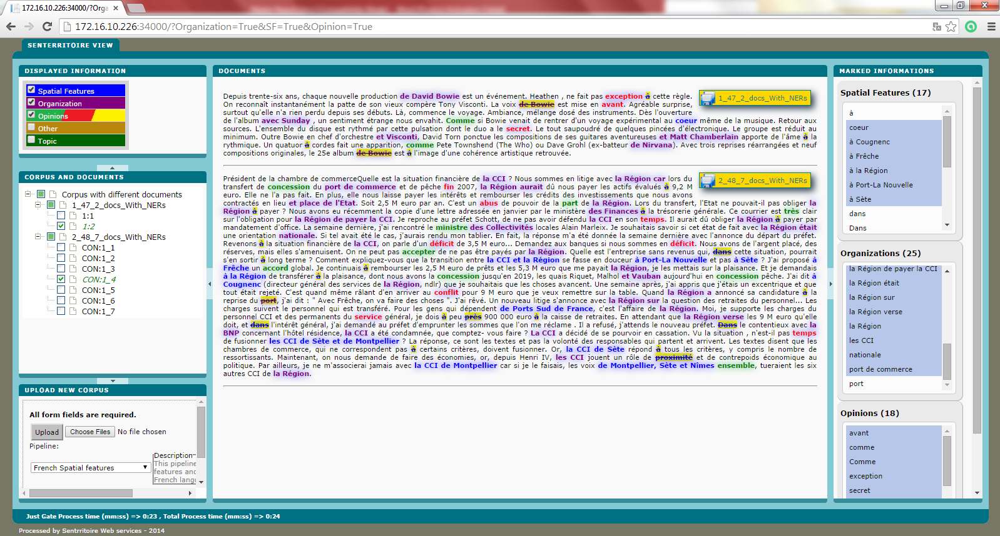 172.16.10.226:34000/?Orga
172.16.10.226:34000/?Organization=True&SF=True&Opinion=True
SENTERRITOIRE VIEW
DISPLAYED INFORMATION
Spatial Features
Organization
Opinions
Other
Topic
CORPUS AND DOCUMENTS
Corpus with different documents
1_47_2_docs_With_NERs
1:1
1:2
2_48_7_docs_With_NERs
CON:1_1
CON:1_2
CON:1_3
CON:1_4
CON:1_5
CON:1_6
CON:1_7
UPLOAD NEW CORPUS
All form fields are required.
Upload Choose Files No file chosen
Pipeline:
French Spatial features
Description
This pipeline
features and
French langu
DOCUMENTS
1_47_2_docs_With_NERs
Depuis trente-six ans, chaque nouvelle production de David Bowie est un événement. Heathen , ne fait pas exception à cette règle.
On reconnaît instantanément la patte de son vieux compère Tony Visconti. La voix de Bowie est mise en avant. Agréable surprise,
surtout qu'elle n'a rien perdu depuis ses débuts. Là, commence le voyage. Ambiance, mélange dosé des instruments. Dès l'ouverture
de l'album avec Sunday , un sentiment étrange nous envahit. Comme si Bowie venait de rentrer d'un voyage expérimental au coeur même de la musique. Retour aux
sources. L'ensemble du disque est rythmé par cette pulsation dont le duo a le secret. Le tout saupoudré de quelques pincées d'électronique. Le groupe est réduit au
minimum. Outre Bowie en chef d'orchestre et Visconti, David Torn ponctue les compositions de ses guitares aventureuses et Matt Chamberlain apporte de l'âme à la
rythmique. Un quatuor à cordes fait une apparition, comme Pete Townshend (The Who) ou Dave Grohl (ex-batteur de Nirvana). Avec trois reprises réarrangées et neuf
compositions originales, le 25e album de Bowie est à l'image d'une cohérence artistique retrouvée.
2_48_7_docs_With_NERs
Président de la chambre de commerceQuelle est la situation financière de la CCI ? Nous sommes en litige avec la Région car lors du
transfert de concession du port de commerce et de pêche fin 2007, la Région aurait dû nous payer les actifs évalués à 9,2 M
euro. Elle ne l'a pas fait. En plus, elle nous laisse payer les intérêts et rembourser les crédits des investissements que nous avons
contractés en lieu et place de l'Etat. Soit 2,5 M euro par an. C'est un abus de pouvoir de la part de la Région. Lors du transfert, l'Etat ne pouvait-il pas obliger la
Région à payer ? Nous avons eu récemment la copie d'une lettre adressée en janvier par le ministère des Finances à la trésorerie générale. Ce courrier est très clair
sur l'obligation pour la Région de payer la CCI. Je reproche au préfet Schott, de ne pas avoir défendu la CCI en son temps. Il aurait dû obliger la Région à payer par
mandatement d'office. La semaine dernière, j'ai rencontré le ministre des Collectivités locales Alain Marleix. Je souhaitais savoir si cet état de fait avec la Région était
une orientation nationale. Si tel avait été le cas, j'aurais rendu mon tablier. En fait, la réponse m'a été donnée la semaine dernière avec l'annonce du départ du préfet.
Revenons à la situation financière de la CCI, on parle d'un déficit de 3,5 M euro... Demandez aux banques si nous sommes en déficit. Nous avons de l'argent placé, des
réserves, mais elles s'amenuisent. On ne peut pas accepter de ne pas être payés par la Région. Quelle est l'entreprise sans revenus qui, dans cette situation, pourrait
s'en sortir à long terme ? Comment expliquez-vous que la transition entre la CCI et la Région se fasse en douceur à Port-La Nouvelle et pas à Sète ? J'ai proposé à
Frêche un accord global. Je continuais à rembourser les 2,5 M euro de prêts et les 5,3 M euro que me payait la Région, je les mettais sur la plaisance. Et je demandais
à la Région de transférer à la plaisance, dont nous avons la concession jusqu'en 2019, les quais Riquet, Malhol et Vauban aujourd'hui en concession pêche. J'ai dit à
Cougnenc (directeur général des services de la Région, ndlr) que je souhaitais que les choses avancent. Une semaine après, j'ai appris que j'étais un excentrique et que
tout était rejeté. C'est quand même râlant d'en arriver au conflit pour 9 M euro que je veux remettre sur la table. Quand la Région a annoncé sa candidature à la
reprise du port, j'ai dit : " Avec Frêche, on va faire des choses ". J'ai rêvé. Un nouveau litige s'annonce avec la Région sur la question des retraites du personnel... Les
charges suivent le personnel qui est transféré. Pour les gens qui dépendent de Ports Sud de France, c'est l'affaire de la Région. Moi, je supporte les charges du
personnel CCI et des permanents du service général, je dois à peu près 900 000 euro à la caisse de retraites. En attendant que la Région verse les 9 M euro qu'elle
doit, et dans l'intérêt général, j'ai demandé au préfet d'emprunter les sommes que l'on me réclame . Il a refusé, j'attends le nouveau préfet. Dans le contentieux avec la
BNP concernant l'hôtel résidence, la CCI a été condamnée, que comptez- vous faire ? La CCI a décidé de se pourvoir en cassation. Vu la situation , n'est-il pas temps
de fusionner les CCI de Sète et de Montpellier ? La réponse, ce sont les textes et pas la volonté des responsables qui partent et arrivent. Les textes disent que les
chambres de commerce, qui ne correspondent pas à certains critères, doivent fusionner. Or, la CCI de Sète répond à tous les critères, y compris le nombre de
ressortissants. Maintenant, on nous demande de faire des économies, or, depuis Henri IV, les CCI jouent un rôle de proximité et de contrepoids économique au
politique. Par ailleurs, je ne m'associerai jamais avec la CCI de Montpellier car si je le faisais, les voix de Montpellier, Sète et Nîmes ensemble, tueraient les six
autres CCI de la Région.
MARKED INFORMATIONS
Spatial Features (17)
à
coeur
à Cougnenc
à Frêche
à la Région
à Port-La Nouvelle
à Sète
dans
Dans
Organizations (25)
la Région de payer la CCI
la Région était
la Région sur
la Région verse
la Région
les CCI
nationale
port de commerce
port
Opinions (18)
avant
comme
Comme
exception
secret
Just Gate Process time (mm:ss) => 0:23 , Total Process time (mm:ss) => 0:24
Processed by Sentrritoire Web services - 2014